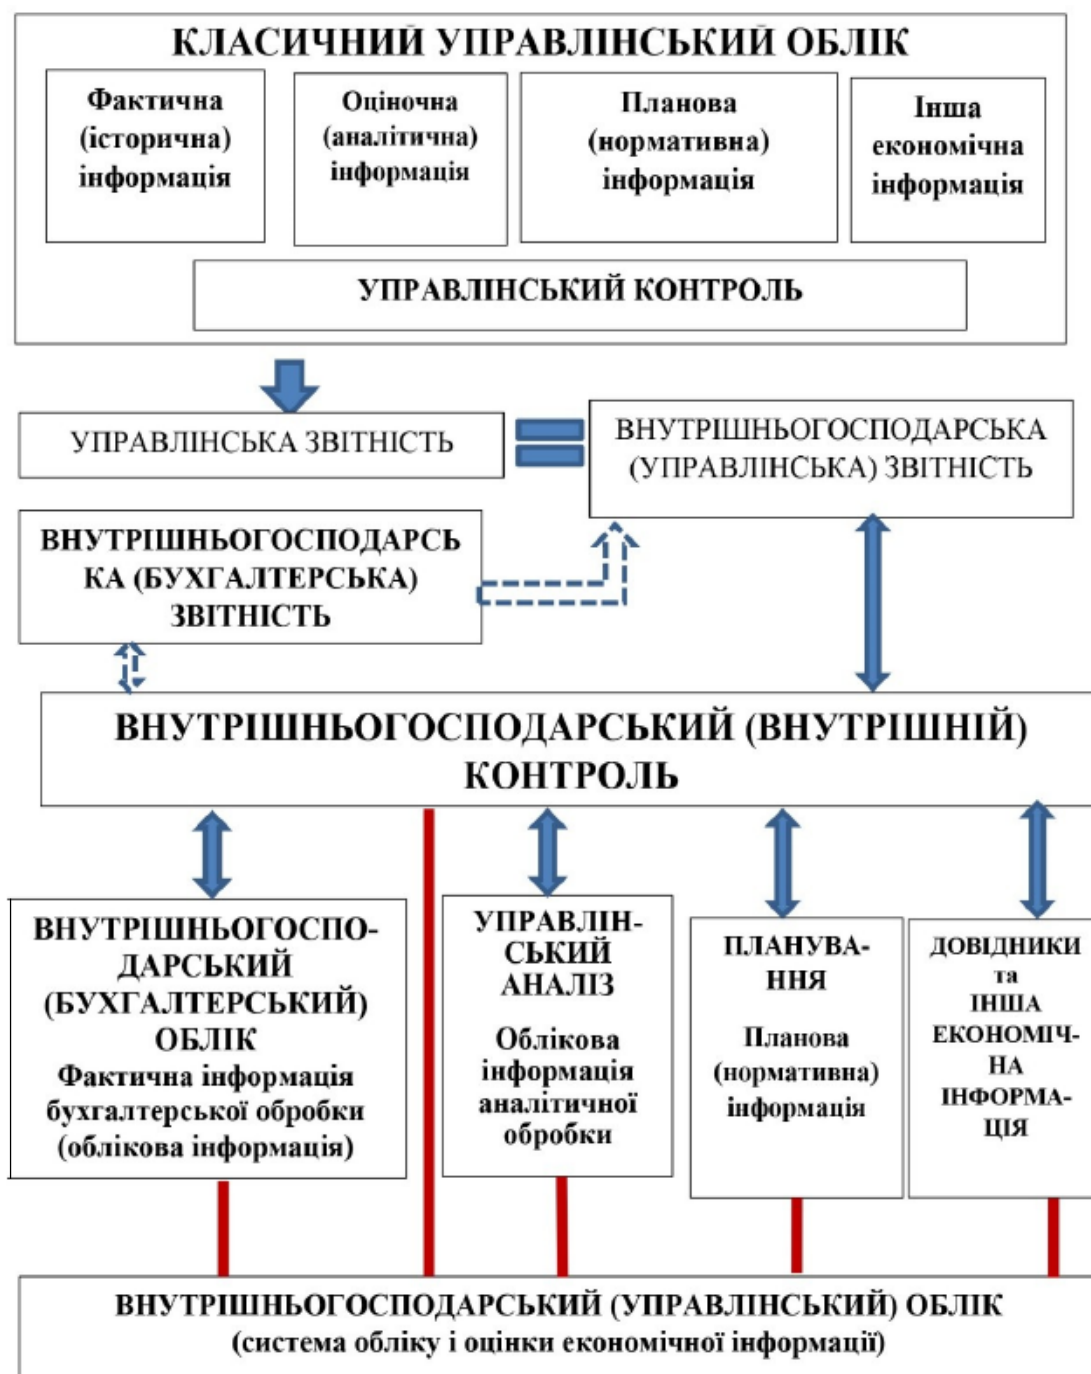 КЛАСИЧНИЙ УПРАВЛІНСЬКИЙ ОБЛІК
Фактична
(історична)
інформація
Оціночна
(аналітична)
інформація
Планова
(нормативна)
інформація
Інша
економічна
інформація
УПРАВЛІНСЬКИЙ КОНТРОЛЬ
УПРАВЛІНСЬКА ЗВІТНІСТЬ
ВНУТРІШНЬОГОСПОДАРСЬКА
(УПРАВЛІНСЬКА) ЗВІТНІСТЬ
ВНУТРІШНЬОГОСПОДАРСЬ
КА (БУХГАЛТЕРСЬКА)
ЗВІТНІСТЬ
ВНУТРІШНЬОГОСПОДАРСЬКИЙ (ВНУТРІШНІЙ)
КОНТРОЛЬ
ВНУТРІШНЬОГОСПО-
ДАРСЬКИЙ
(БУХГАЛТЕРСЬКИЙ)
ОБЛІК
Фактична інформація
бухгалтерської обробки
(облікова інформація)
УПРАВЛІН-
СЬКИЙ
АНАЛІЗ
Облікова
інформація
аналітичної
обробки
ПЛАНУВА-
ННЯ
Планова
(нормативна)
інформація
ДОВІДНИКИ
та
ІНША
ЕКОНОМІЧ-
НА
ІНФОРМА-
ЦІЯ
ВНУТРІШНЬОГОСПОДАРСЬКИЙ (УПРАВЛІНСЬКИЙ) ОБЛІК
(система обліку і оцінки економічної інформації)